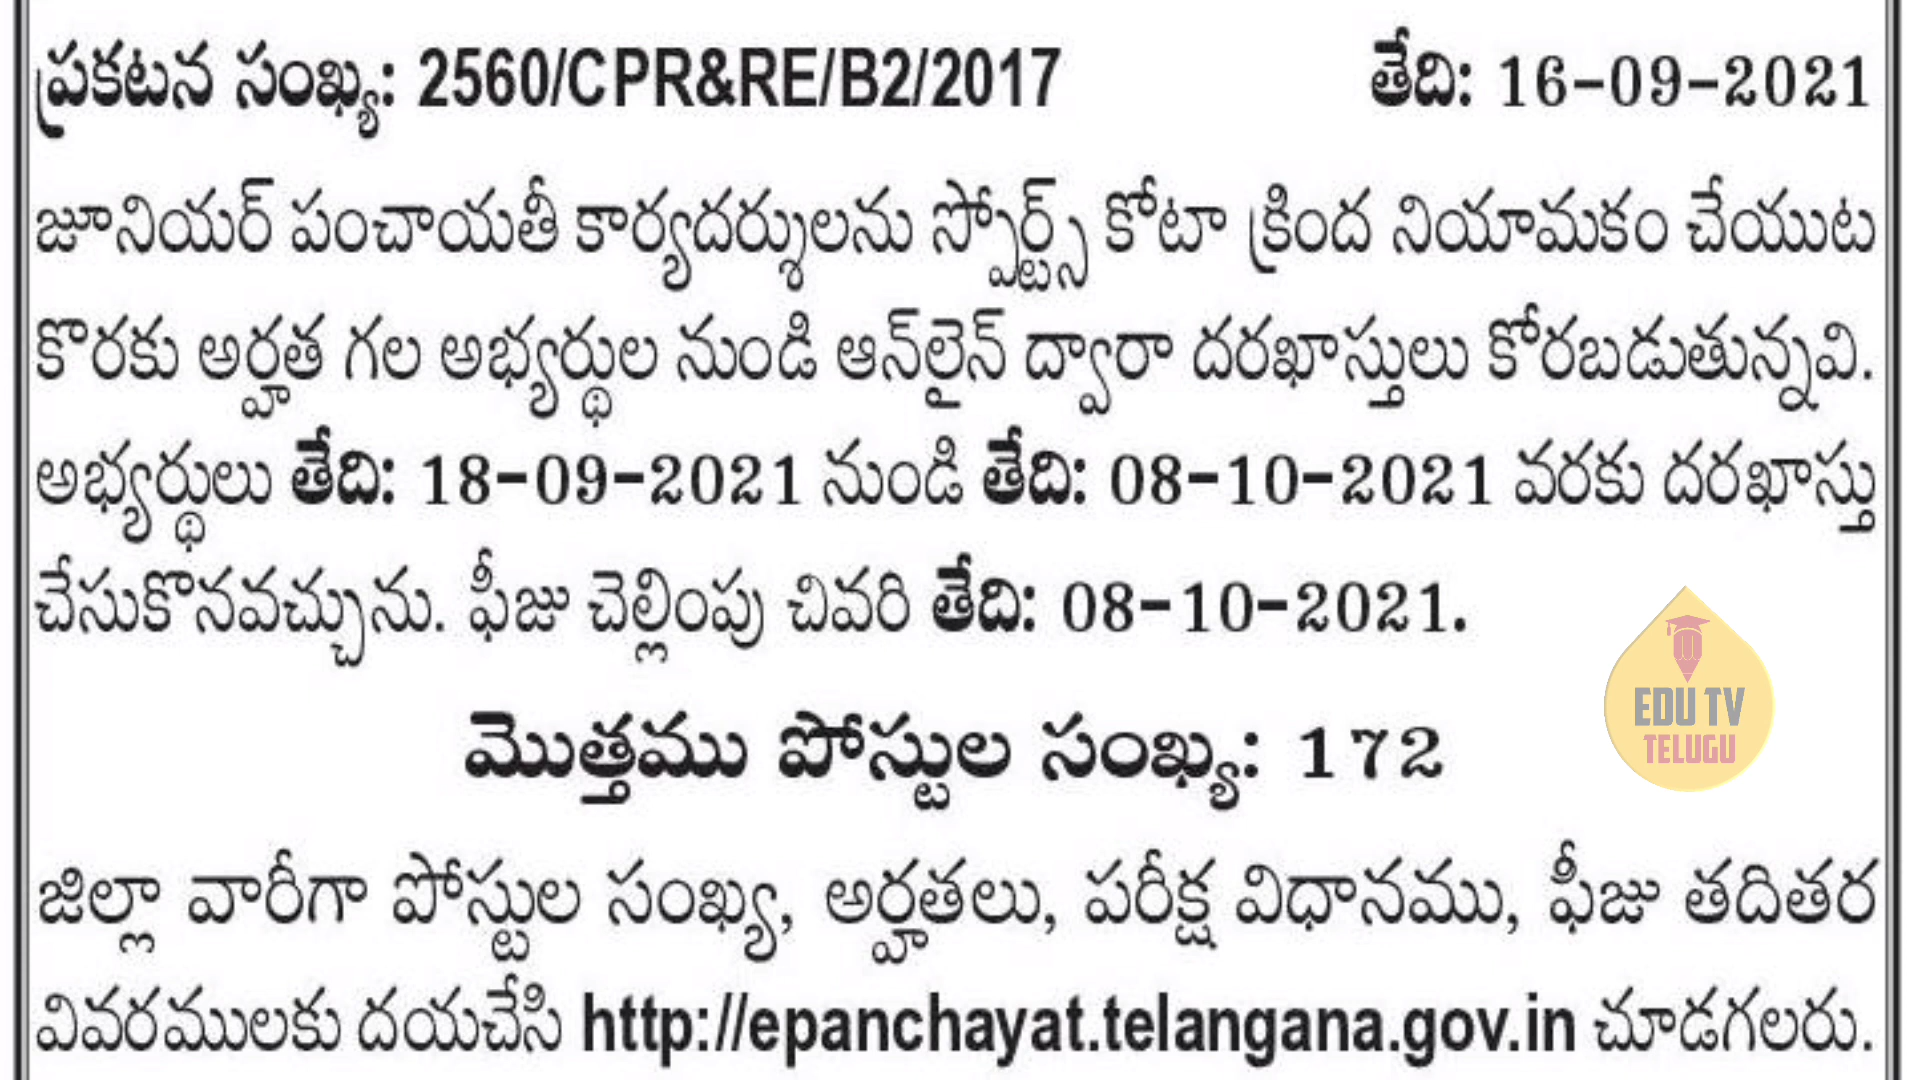 ప్రకటన సంఖ్య: 2560/CPR&RE/B2/2017 తేది: 16-09-2021
జూనియర్ పంచాయతీ కార్యదర్శులను స్పోర్ట్స్ కోటా క్రింద నియామకం చేయుట
కొరకు అర్హత గల అభ్యర్థుల నుండి ఆన్‌లైన్ ద్వారా దరఖాస్తులు కోరబడుతున్నవి.
అభ్యర్థులు తేది: 18-09-2021 నుండి తేది: 08-10-2021 వరకు దరఖాస్తు
చేసుకొనవచ్చును. ఫీజు చెల్లింపు చివరి తేది: 08-10-2021.
మొత్తము పోస్టుల సంఖ్య: 172
EDU TV
TELUGU
జిల్లా వారీగా పోస్టుల సంఖ్య, అర్హతలు, పరీక్ష విధానము, ఫీజు తదితర
వివరములకు దయచేసి http://epanchayat.telangana.gov.in చూడగలరు.